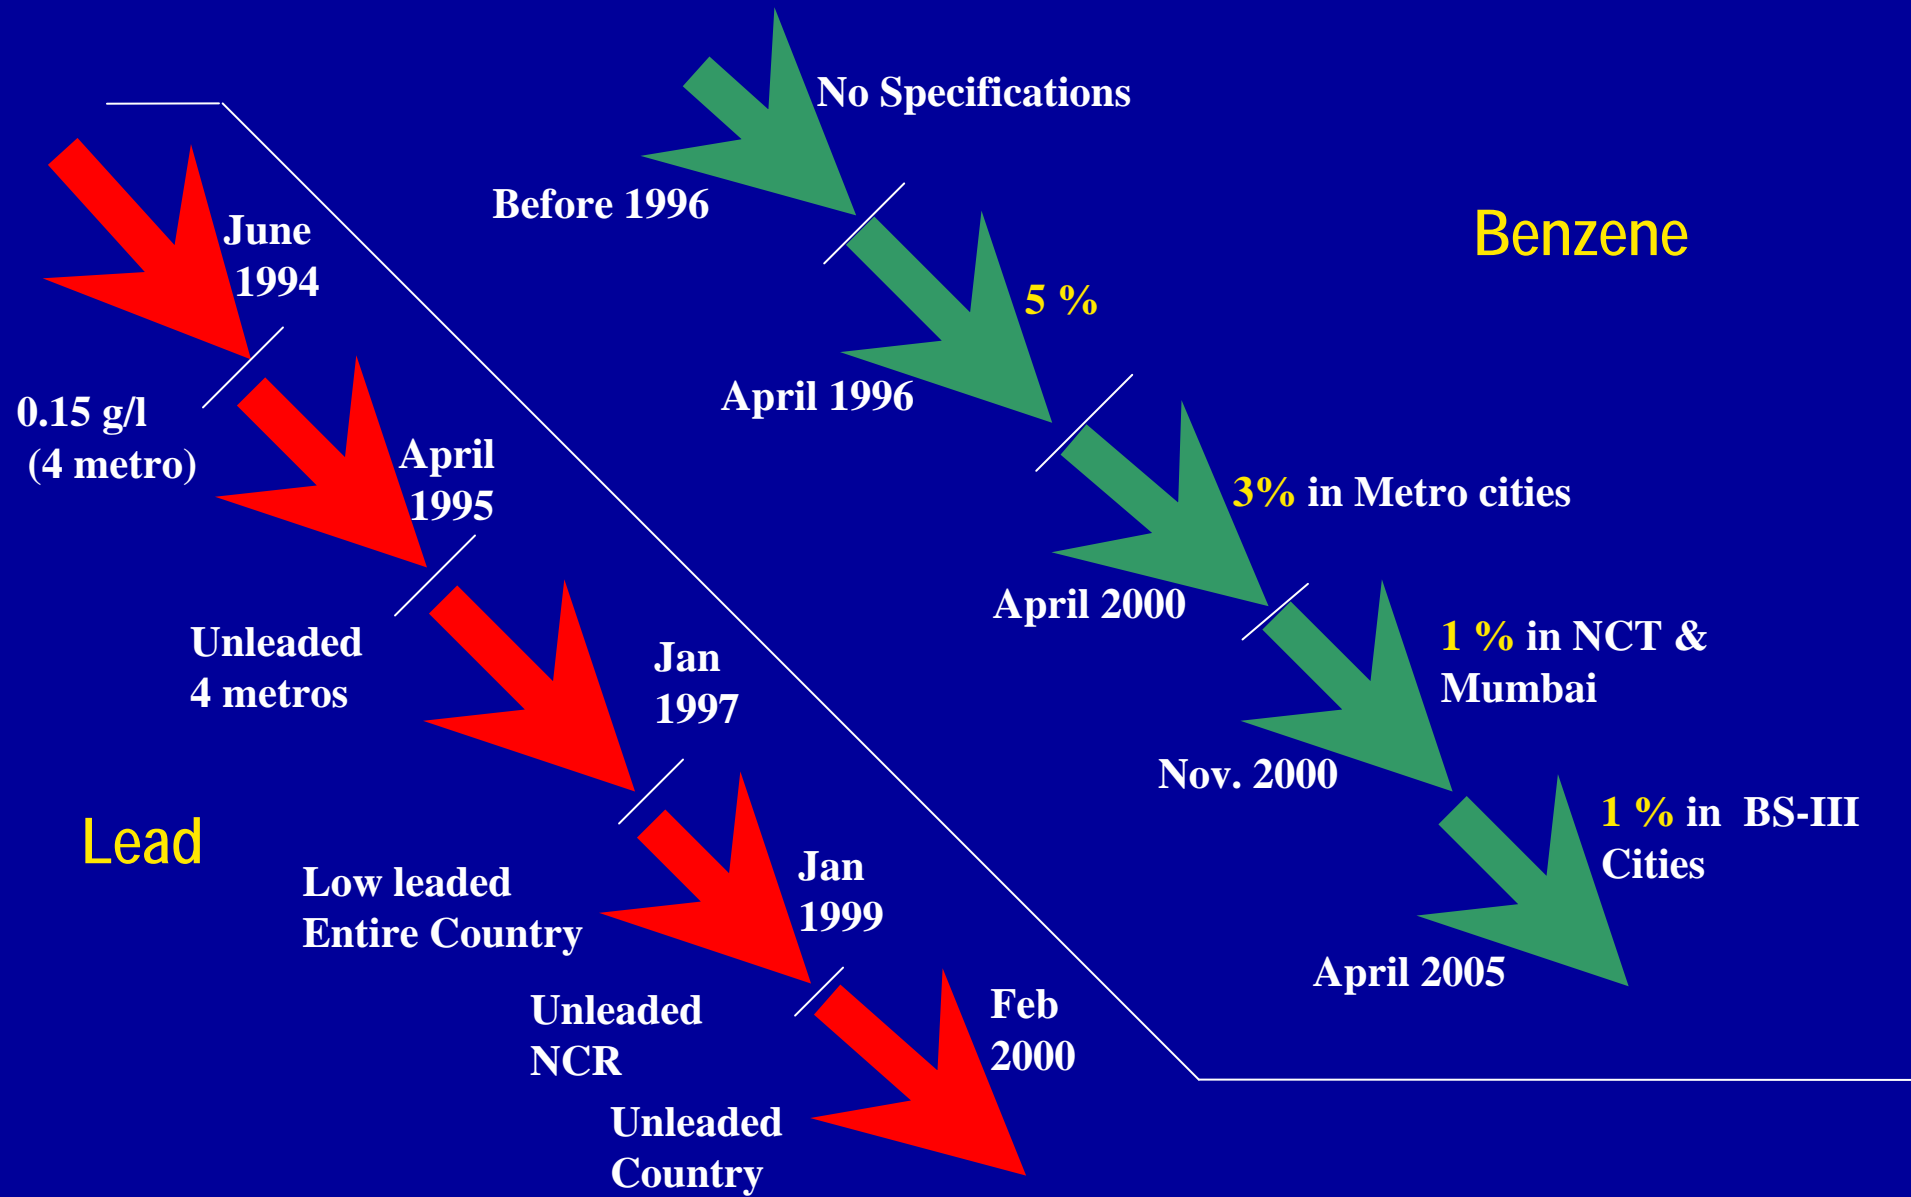 No Specifications
Before 1996
Benzene
5 %
April 1996
3% in Metro cities
April 2000
1 % in NCT &
Mumbai
Nov. 2000
1 % in BS-III
Cities
April 2005
June
1994
0.15 g/l
(4 metro)
April
1995
Unleaded
4 metros
Jan
1997
Lead
Low leaded
Entire Country
Jan
1999
Unleaded
NCR
Feb
2000
Unleaded
Country